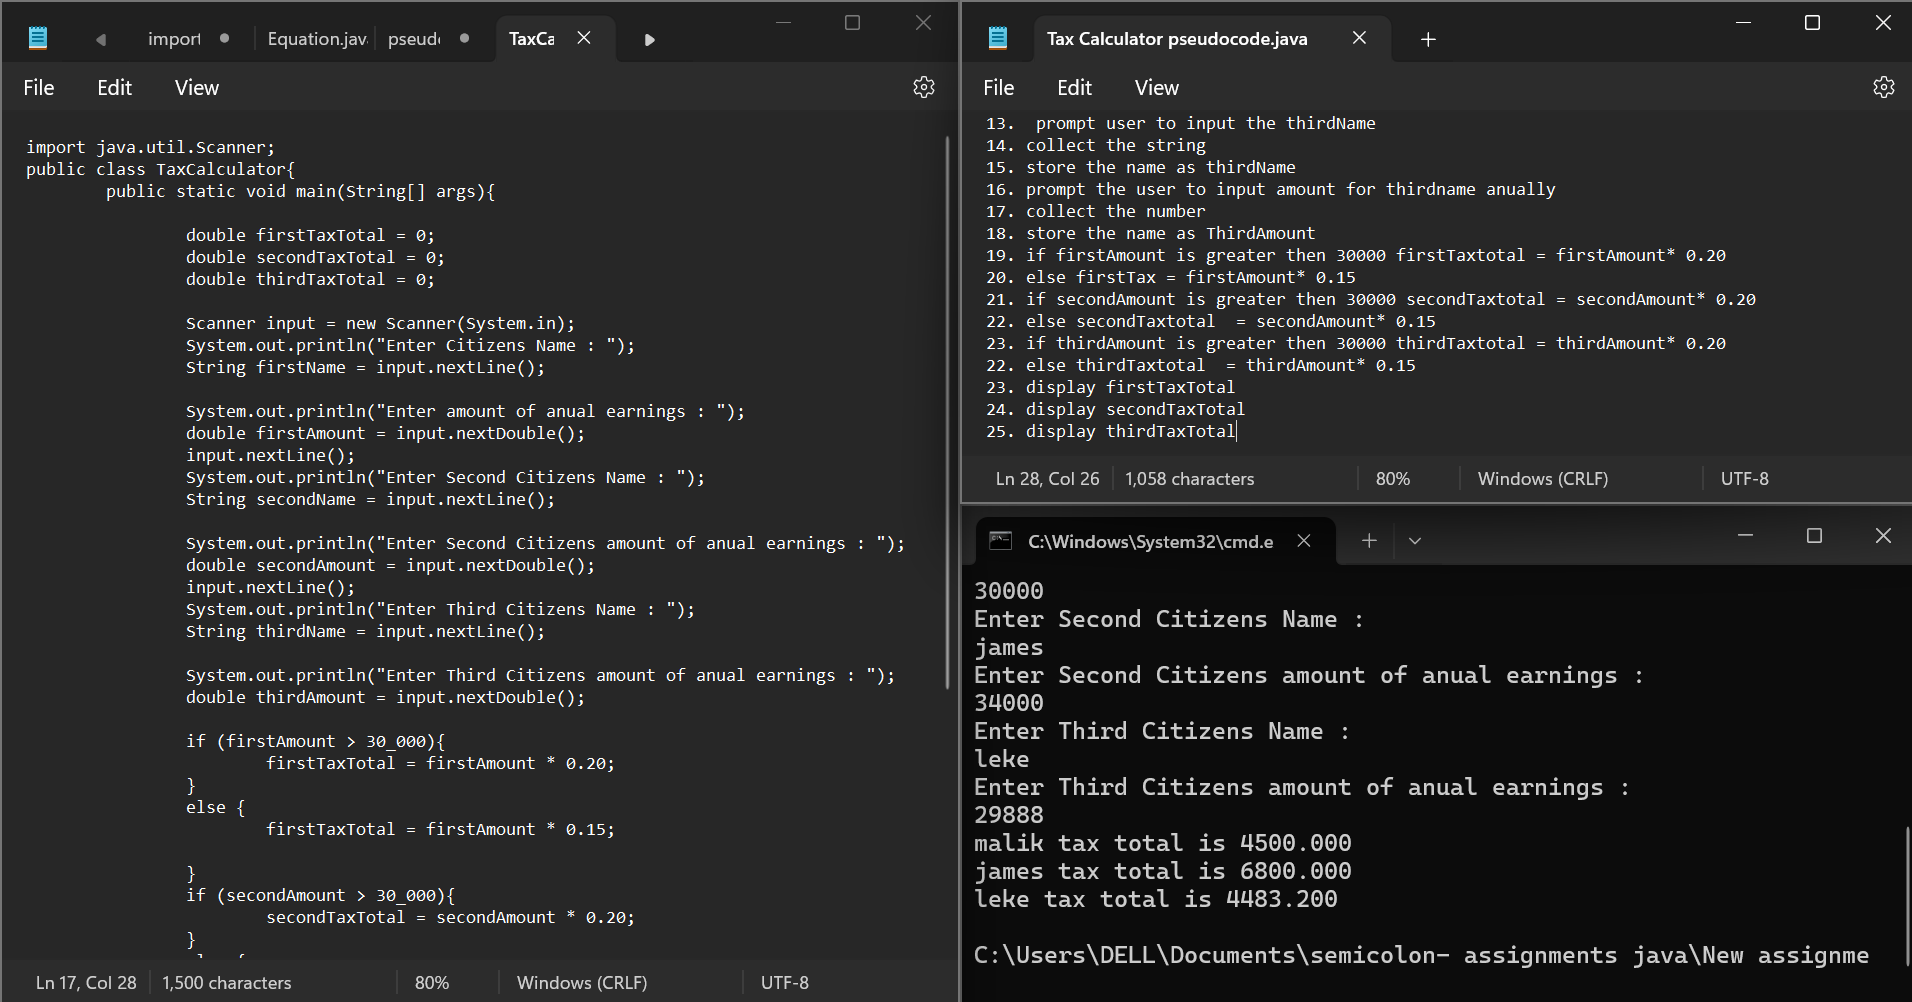 import
Equation.jav
pseud
TaxCa
File Edit View
import java.util.Scanner;
public class TaxCalculator{
public static void main(String[] args){
double firstTaxTotal = 0;
double secondTaxTotal = 0;
double thirdTaxTotal = 0;
Scanner input = new Scanner(System.in);
System.out.println("Enter Citizens Name : ");
String firstName = input.nextLine();
System.out.println("Enter amount of anual earnings : ");
double firstAmount = input.nextDouble();
input.nextLine();
System.out.println("Enter Second Citizens Name : ");
String secondName = input.nextLine();
System.out.println("Enter Second Citizens amount of anual earnings : ");
double secondAmount = input.nextDouble();
input.nextLine();
System.out.println("Enter Third Citizens Name : ");
String thirdName = input.nextLine();
System.out.println("Enter Third Citizens amount of anual earnings : ");
double thirdAmount = input.nextDouble();
if (firstAmount > 30_000){
firstTaxTotal = firstAmount * 0.20;
}
else {
firstTaxTotal = firstAmount * 0.15;
}
if (secondAmount > 30_000){
secondTaxTotal = secondAmount * 0.20;
}
Ln 17, Col 28 1,500 characters 80% Windows (CRLF) UTF-8
Tax Calculator pseudocode.java
File Edit View
13.  prompt user to input the thirdName
14. collect the string
15. store the name as thirdName
16. prompt the user to input amount for thirdname anually
17. collect the number
18. store the name as ThirdAmount
19. if firstAmount is greater then 30000 firstTaxtotal = firstAmount* 0.20
20. else firstTax = firstAmount* 0.15
21. if secondAmount is greater then 30000 secondTaxtotal = secondAmount* 0.20
22. else secondTaxtotal  = secondAmount* 0.15
23. if thirdAmount is greater then 30000 thirdTaxtotal = thirdAmount* 0.20
22. else thirdTaxtotal  = thirdAmount* 0.15
23. display firstTaxTotal
24. display secondTaxTotal
25. display thirdTaxTotal
Ln 28, Col 26 1,058 characters 80% Windows (CRLF) UTF-8
C:\Windows\System32\cmd.e
30000
Enter Second Citizens Name :
james
Enter Second Citizens amount of anual earnings :
34000
Enter Third Citizens Name :
leke
Enter Third Citizens amount of anual earnings :
29888
malik tax total is 4500.000
james tax total is 6800.000
leke tax total is 4483.200
C:\Users\DELL\Documents\semicolon- assignments java\New assignme